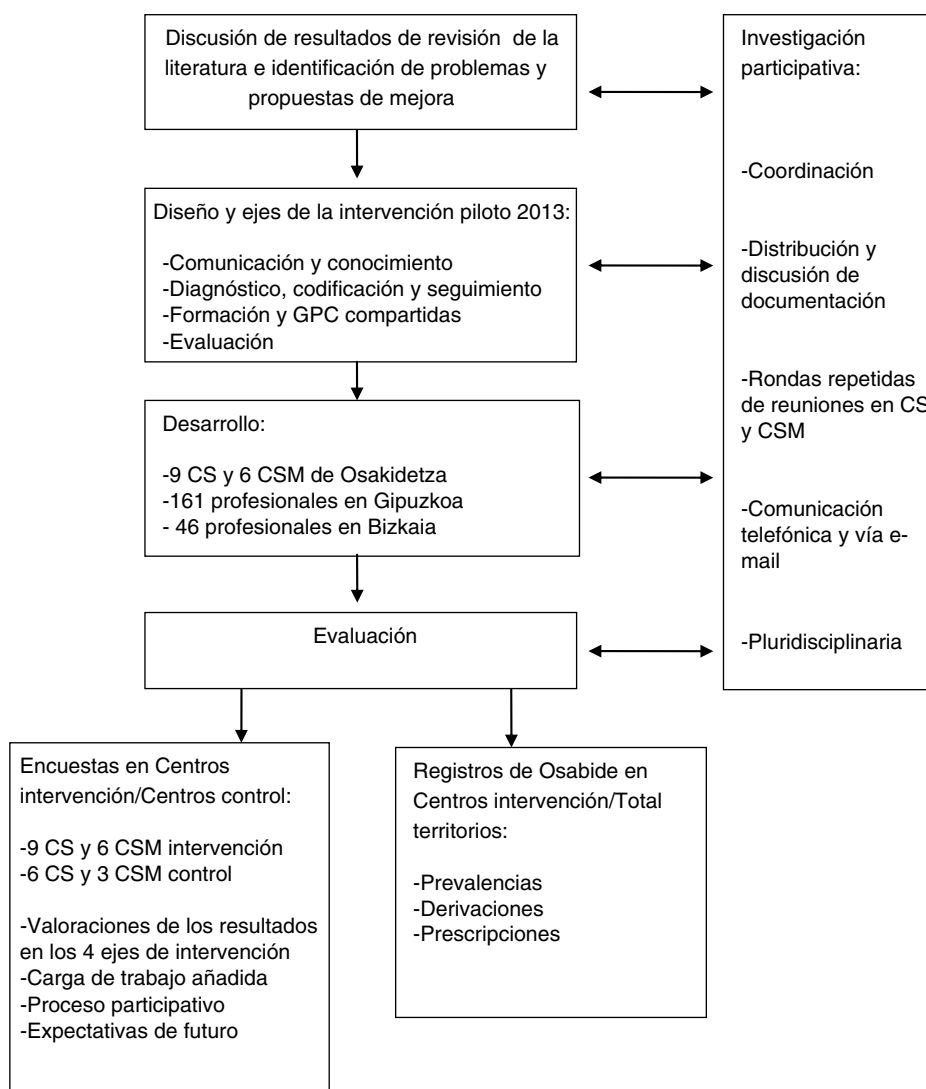 Discusión de resultados de revisión de la
literatura e identificación de problemas y
propuestas de mejora
Diseño y ejes de la intervención piloto 2013:
-Comunicación y conocimiento
-Diagnóstico, codificación y seguimiento
-Formación y GPC compartidas
-Evaluación
Desarrollo:
-9 CS y 6 CSM de Osakidetza
-161 profesionales en Gipuzkoa
- 46 profesionales en Bizkaia
Evaluación
Encuestas en Centros
intervención/Centros control:
-9 CS y 6 CSM intervención
-6 CS y 3 CSM control
-Valoraciones de los resultados
en los 4 ejes de intervención
-Carga de trabajo añadida
-Proceso participativo
-Expectativas de futuro
Registros de Osabide en
Centros intervención/Total
territorios:
-Prevalencias
-Derivaciones
-Prescripciones
Investigación
participativa:
-Coordinación
-Distribución y
discusión de
documentación
-Rondas repetidas
de reuniones en CS
y CSM
-Comunicación
telefónica y vía e-
mail
-Pluridisciplinaria